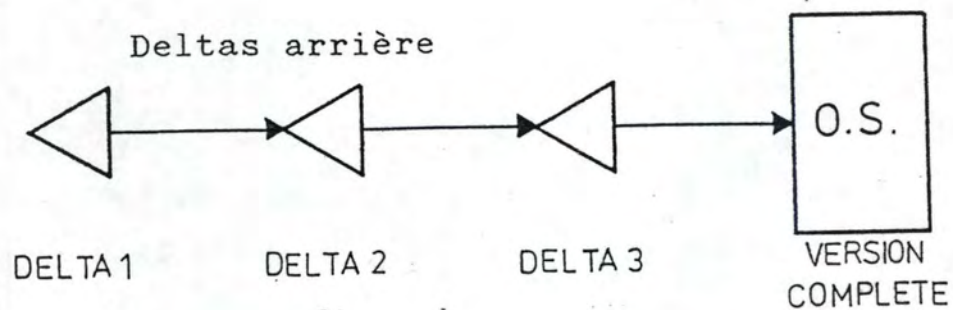 Deltas arrière
O.S.
DELTA 1
DELTA 2
DELTA 3
VERSION
COMPLETE